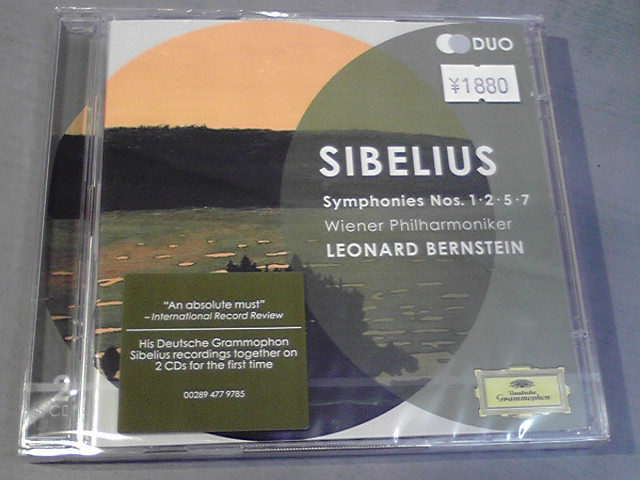 DUO
¥1880
SIBELIUS
Symphonies Nos. 1·2·5·7
Wiener Philharmoniker
LEONARD BERNSTEIN
"An absolute must"
– International Record Review
His Deutsche Grammophon
Sibelius recordings together on
2 CDs for the first time
00289 477 9785
Deutsche
Grammophon
CD